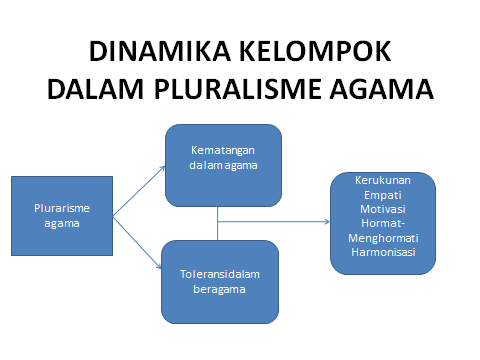 DINAMIKA KELOMPOK
DALAM PLURALISME AGAMA
Kematangan
dalam agama
Plurarisme
agama
Kerukunan
Empati
Motivasi
Hormat-
Menghormati
Harmonisasi
Toleransi dalam
beragama